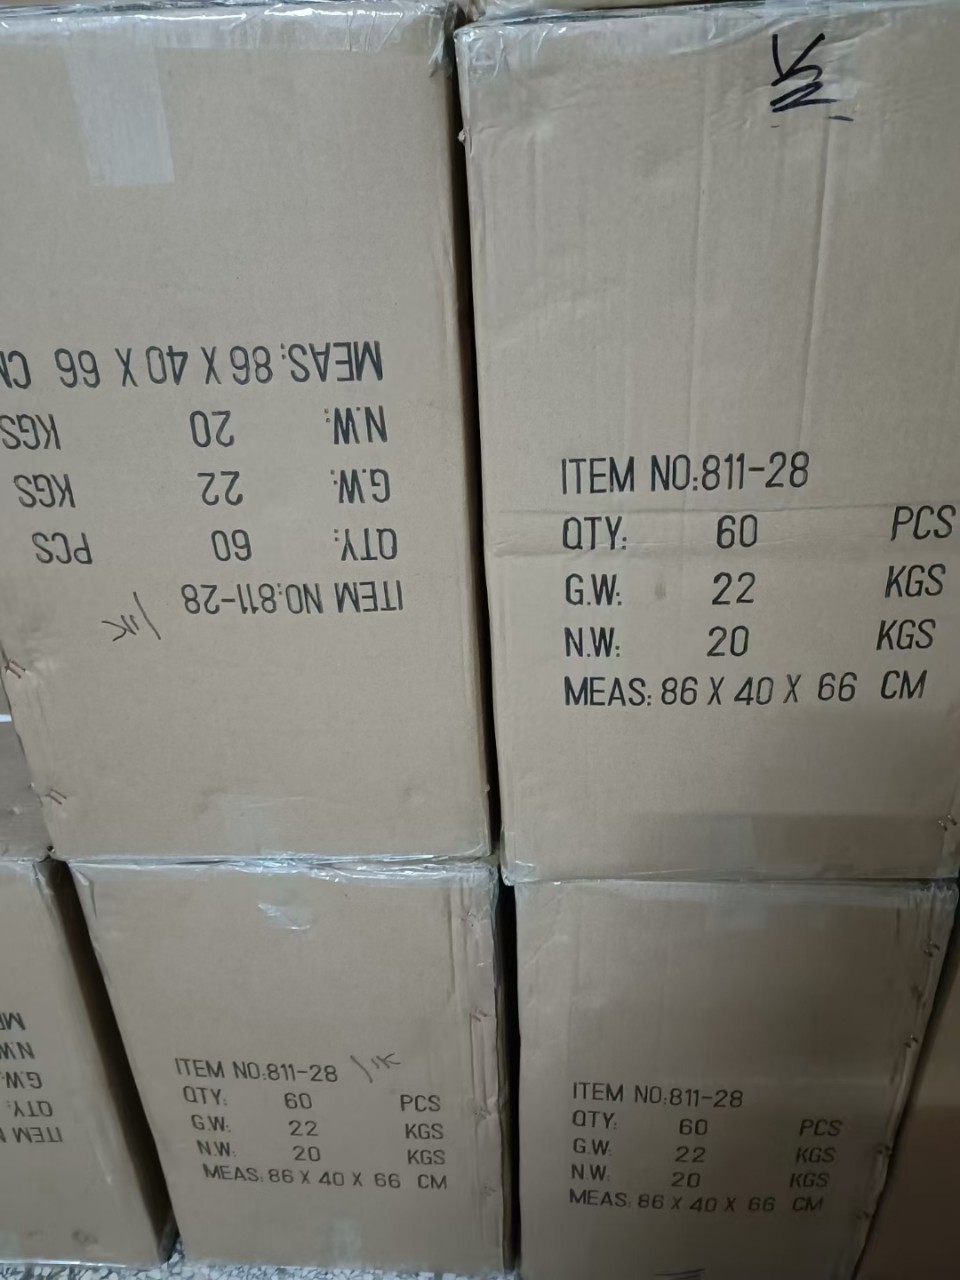 MEAS: 86 X 40 X 66 CM
N.W: 20 KGS
G.W: 22 KGS
QTY: 60 PCS
ITEM NO:811-28
ITEM NO:811-28
QTY: 60 PCS
G.W: 22 KGS
N.W: 20 KGS
MEAS: 86 X 40 X 66 CM
N.W
G.W:
QTY:
ITEM
ITEM NO:811-28
QTY: 60 PCS
G.W: 22 KGS
N.W: 20 KGS
MEAS: 86 X 40 X 66 CM
ITEM NO:811-28
QTY: 60 PCS
G.W: 22 KGS
N.W: 20 KGS
MEAS: 86 X 40 X 66 CM